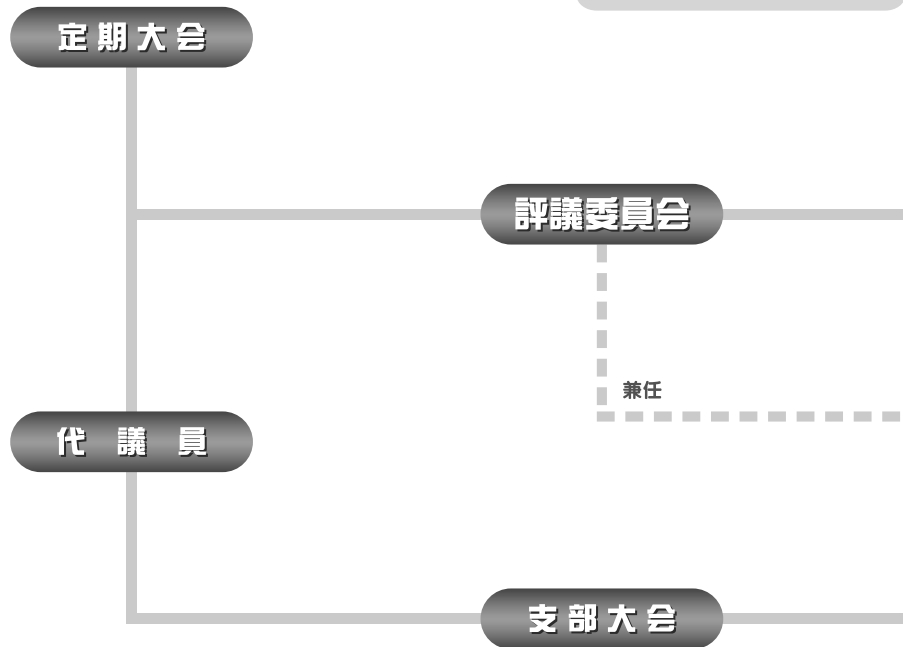 定期大会
評議委員会
兼任
代議員
支部大会